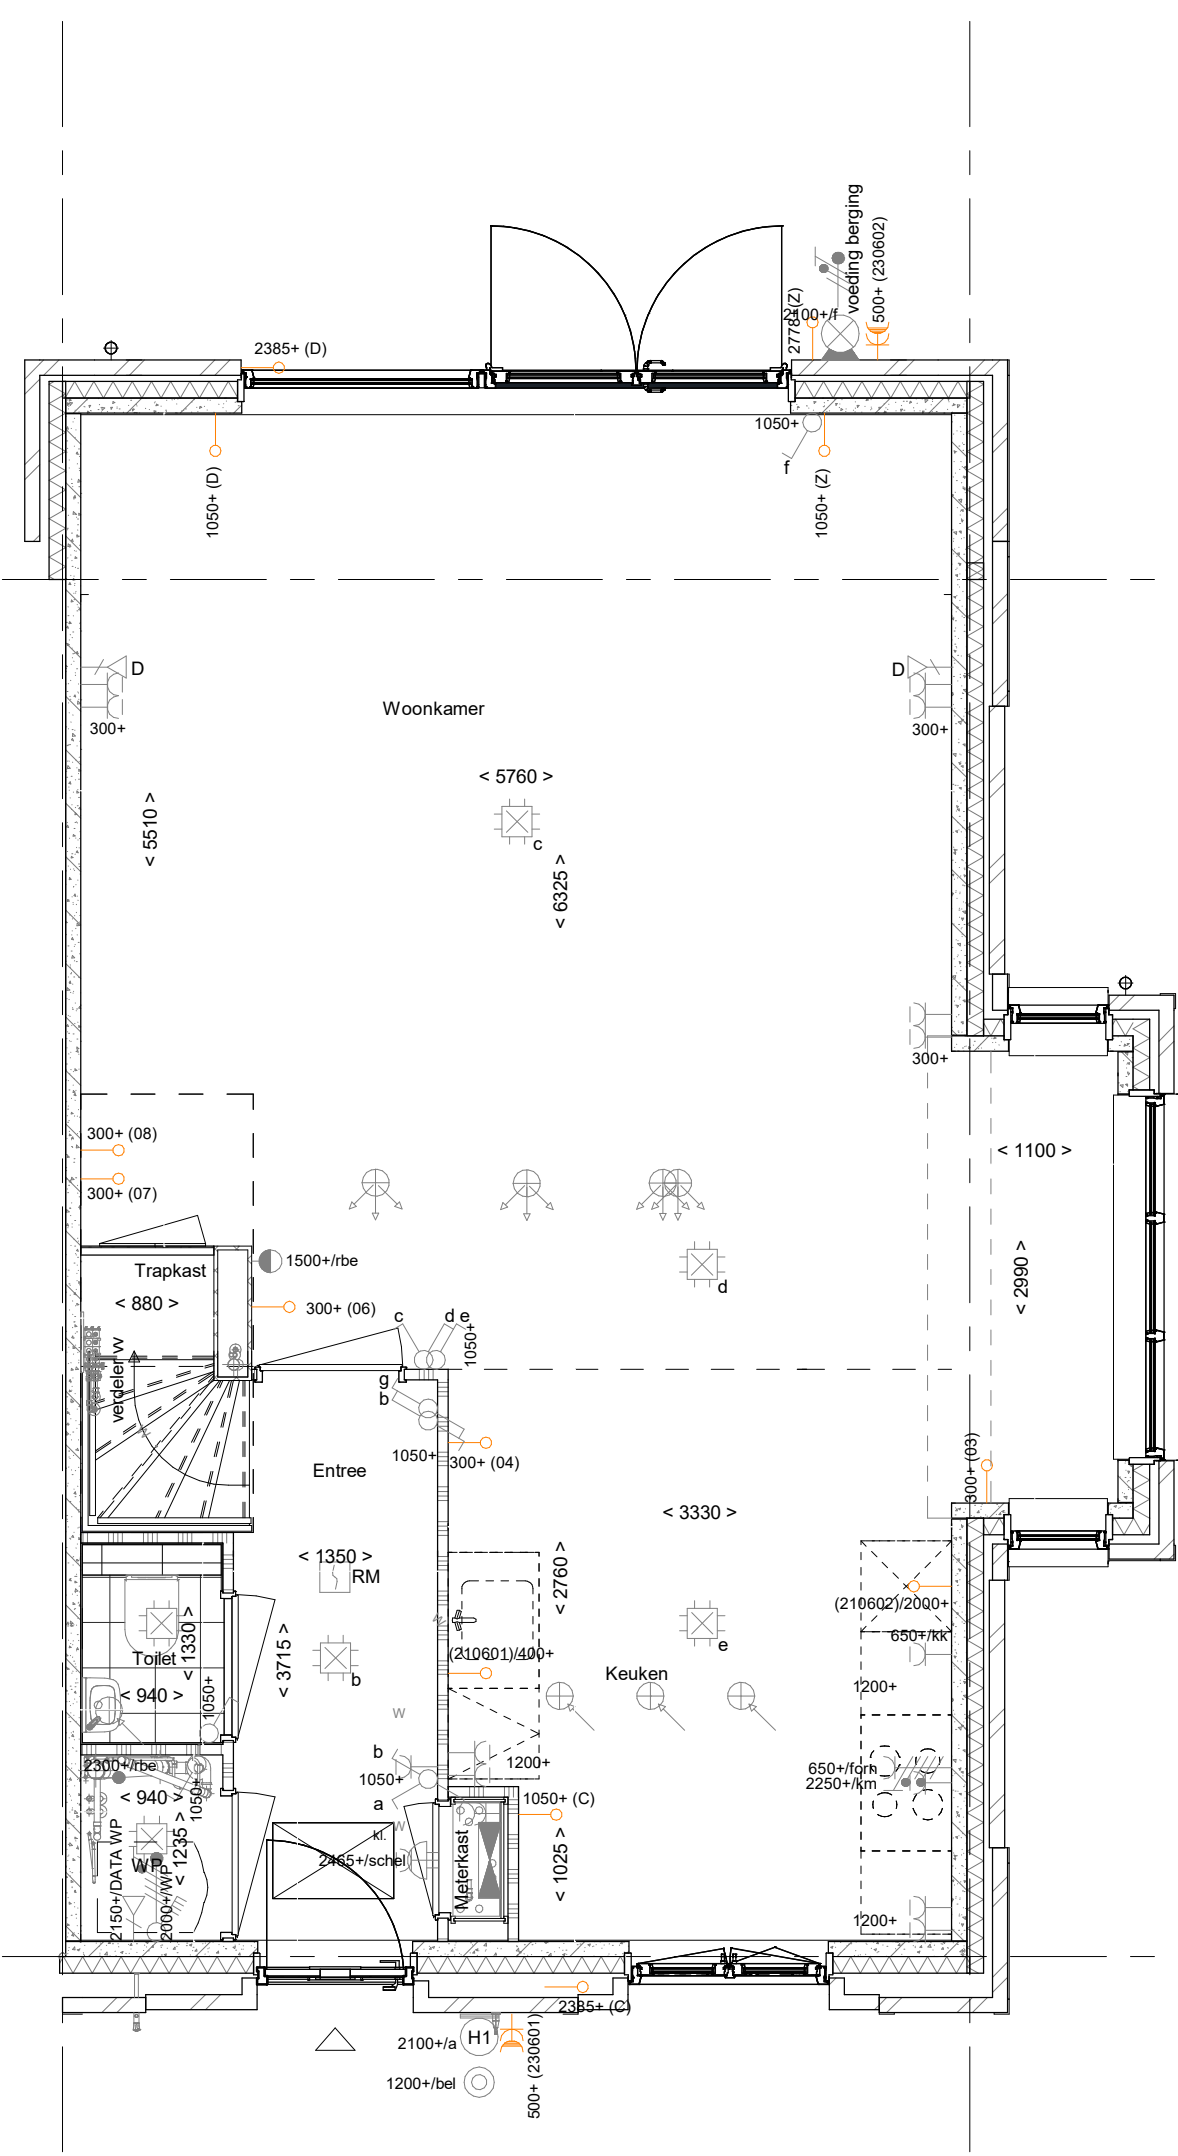 voeding berging
500+ (230602)
2778+(Z)
2100+/f
2385+ (D)
1050+
f
1050+ (D)
1050+ (Z)
D
300+
D
300+
Woonkamer
< 5760 >
c
< 5510 >
< 6325 >
300+
300+ (08)
300+ (07)
< 1100 >
< 2990 >
1500+/rbe
Trapkast
< 880 >
300+ (06)
d
c
d e
1050+
verdeler vv
g
b
1050+
300+ (04)
300+ (03)
Entree
< 3330 >
< 1350 >
RM
< 2760 >
(210602)/2000+
650+/kk
1200+
< 1330 >
Toilet
< 940 >
1050+
< 3715 >
b
(210601)/400+
Keuken
e
W
W
b
1050+
a
1200+
650+/forn
2250+/km
2300+/rbe
< 940 >
1050+
< 1235 >
WP
2150+/DATA WP
2000+/WP
kl.
W
2465+/schel
Meterkast
1050+ (C)
< 1025 >
1200+
2385+ (C)
2100+/a
H1
500+ (230601)
1200+/bel